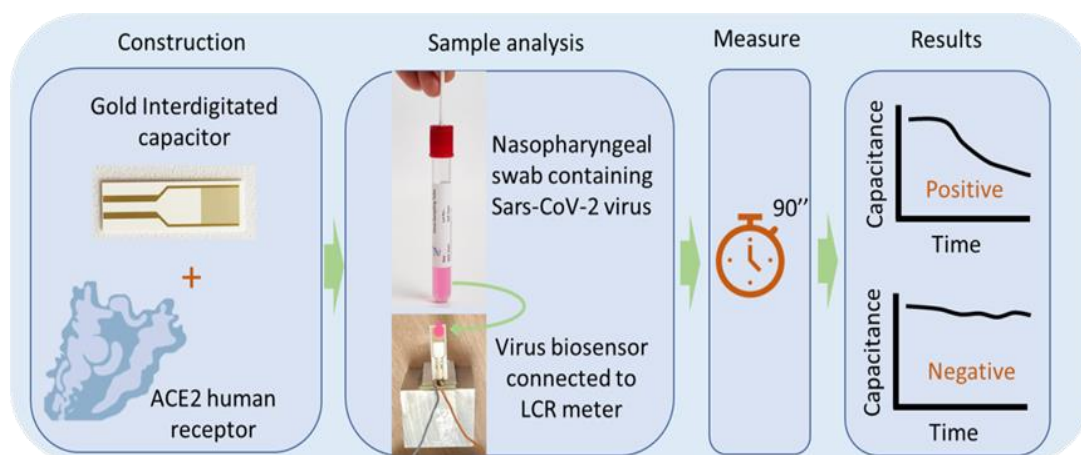 Construction
Gold Interdigitated
capacitor
+
ACE2 human
receptor
Sample analysis
Nasopharyngeal
swab containing
Sars-CoV-2 virus
Virus biosensor
connected to
LCR meter
Measure
90’’
Results
Capacitance
Positive
Time
Capacitance
Negative
Time